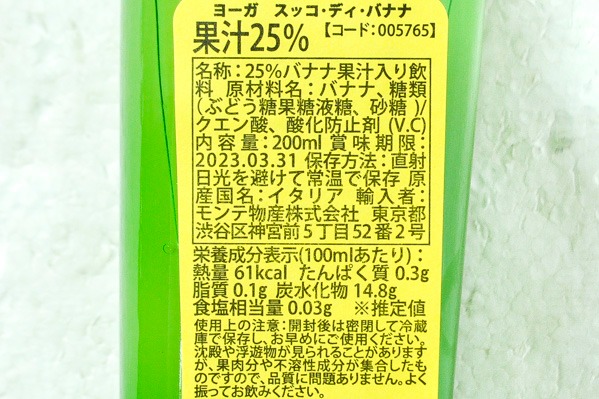 ヨーガ スッコ・ディ・バナナ
果汁25% 【コード:005765】
名称:25%バナナ果汁入り飲
料 原材料名:バナナ、糖類
(ぶどう糖果糖液糖、砂糖)/
クエン酸、酸化防止剤(V.C)
内容量:200ml 賞味期限:
2023.03.31 保存方法:直射
日光を避けて常温で保存 原
産国名:イタリア 輸入者:
モンテ物産株式会社 東京都
渋谷区神宮前5丁目52番2号
栄養成分表示(100mlあたり):
熱量 61kcal たんぱく質 0.3g
脂質 0.1g 炭水化物 14.8g
食塩相当量 0.03g ※推定値
使用上の注意:開封後は密閉して冷蔵
庫で保存し、お早めにご使用ください。
沈殿や浮遊物が見られることがあります
が、果肉分や不溶性成分が集合したも
のですので、品質に問題ありません。よく
振ってお飲みください。